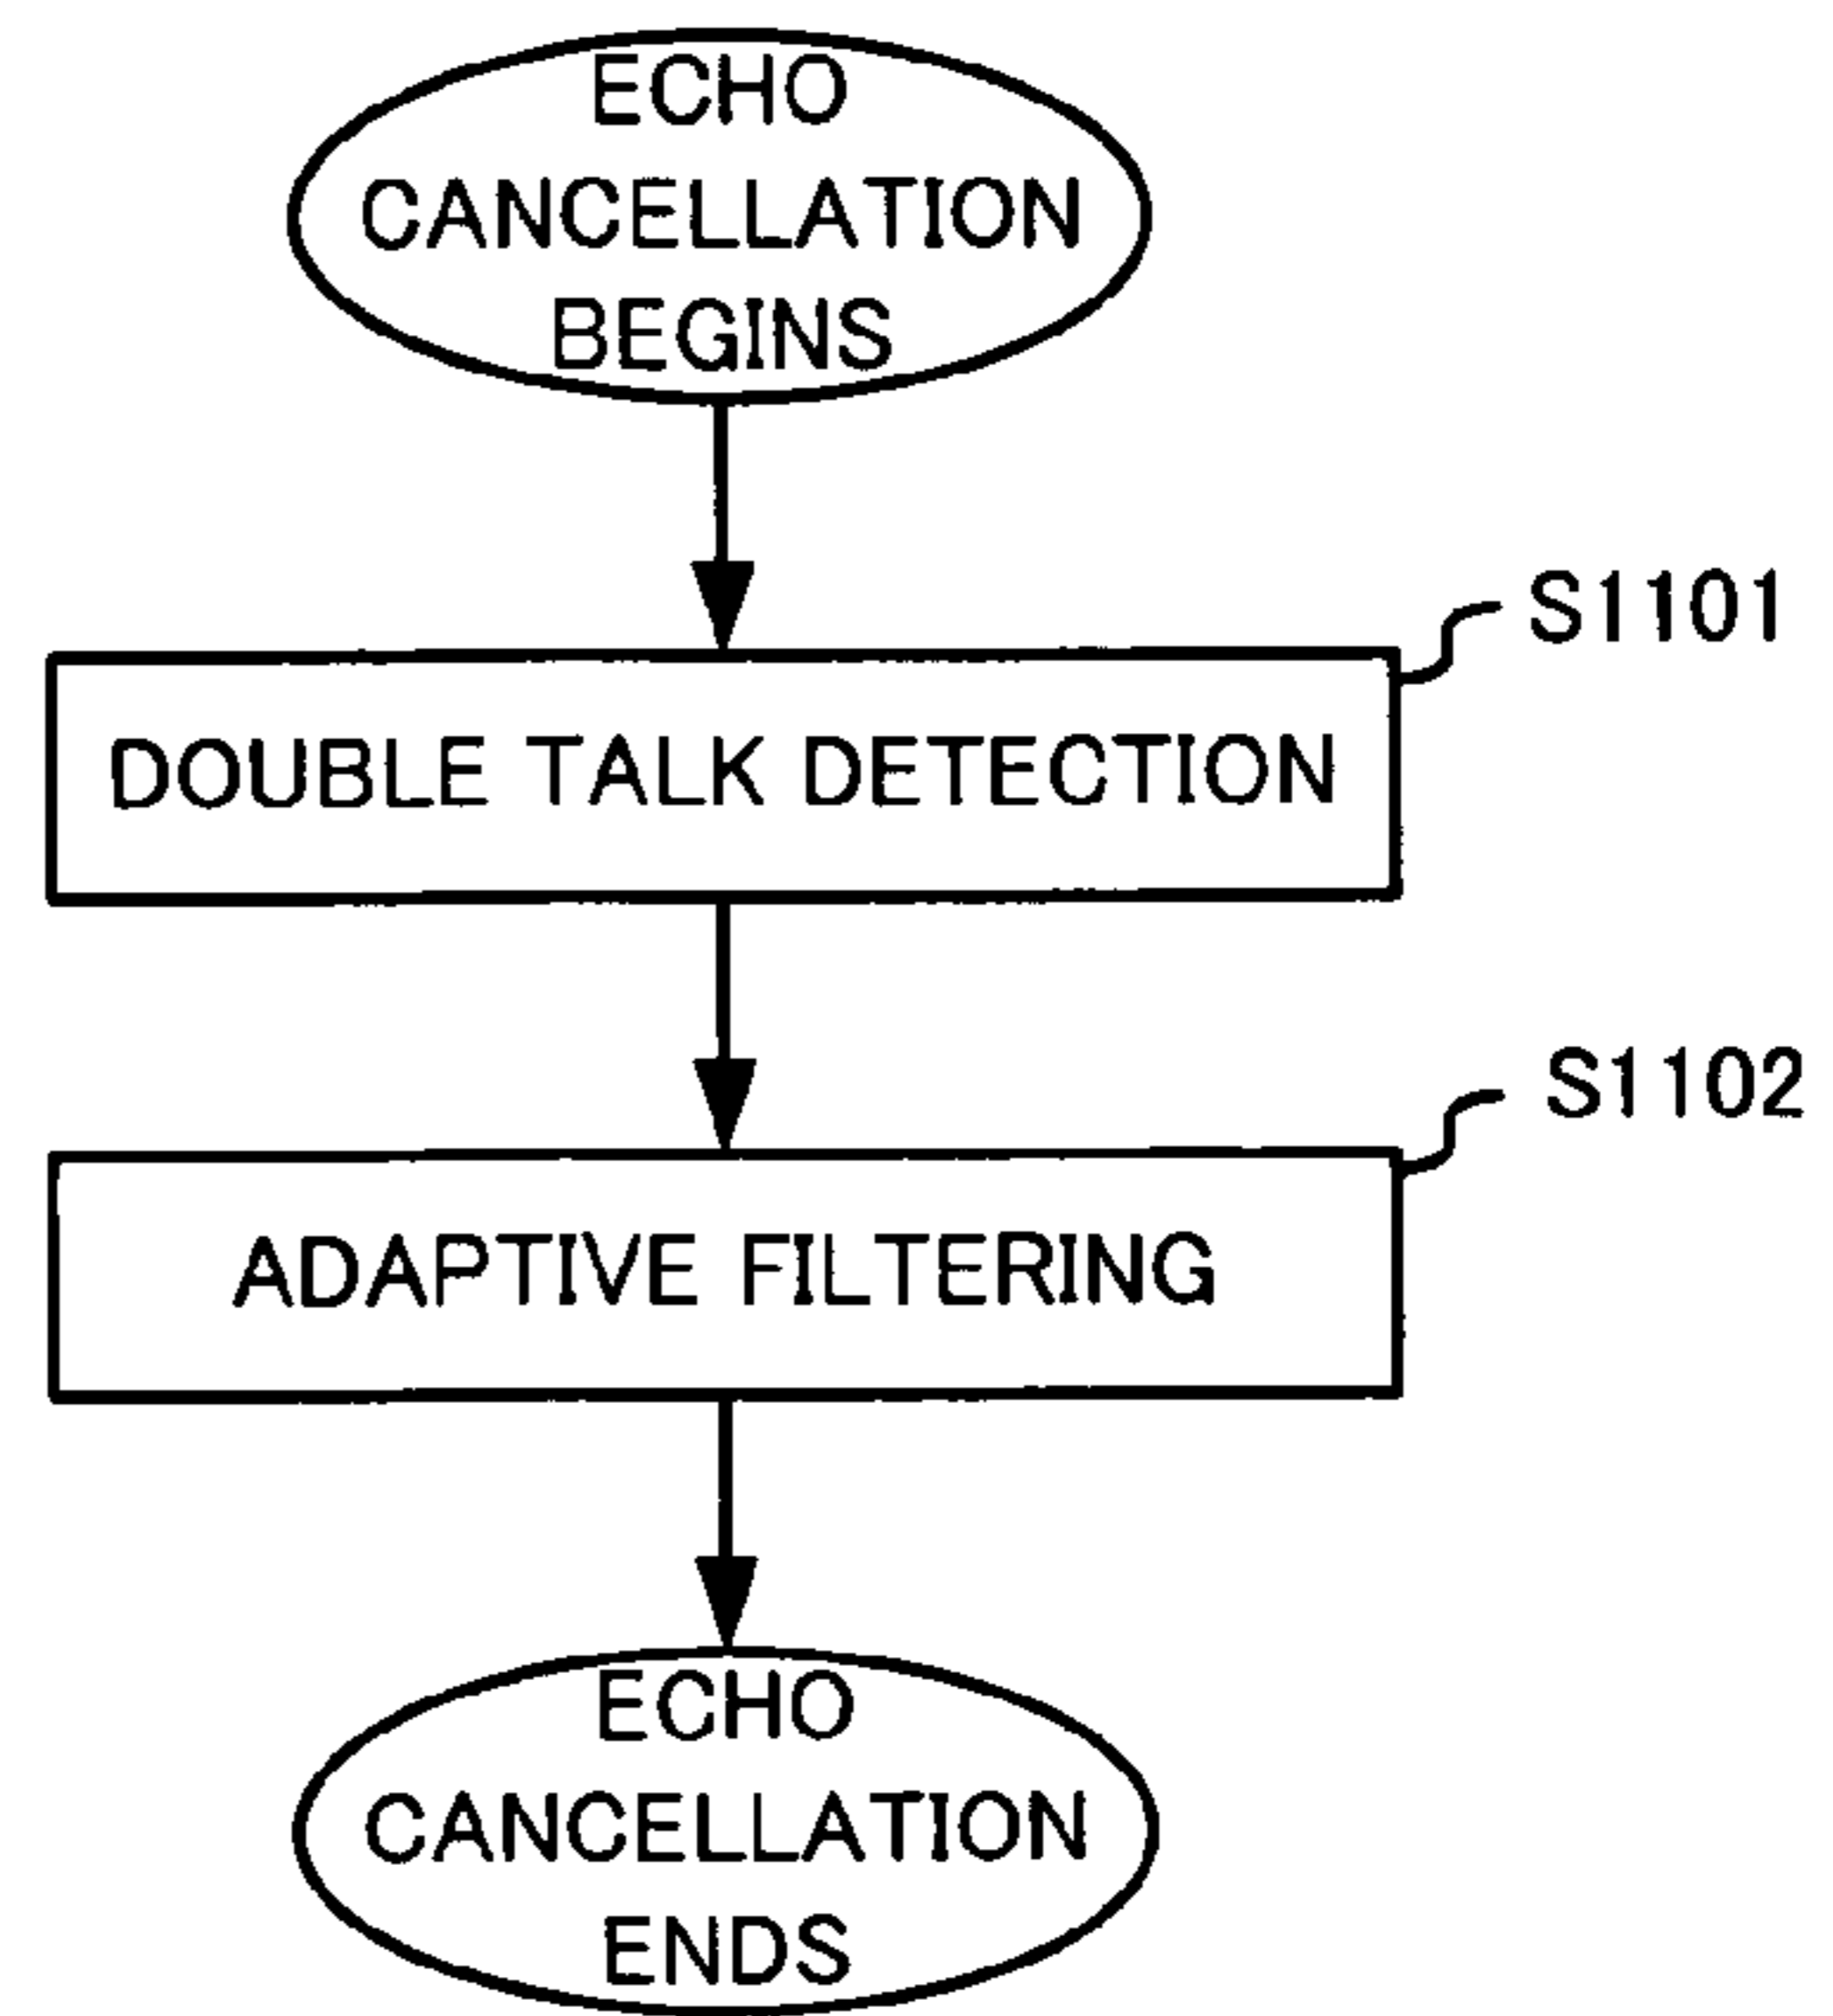 ECHO
CANCELLATION
BEGINS
S1101
DOUBLE TALK DETECTION
S1102
ADAPTIVE FILTERING
ECHO
CANCELLATION
ENDS